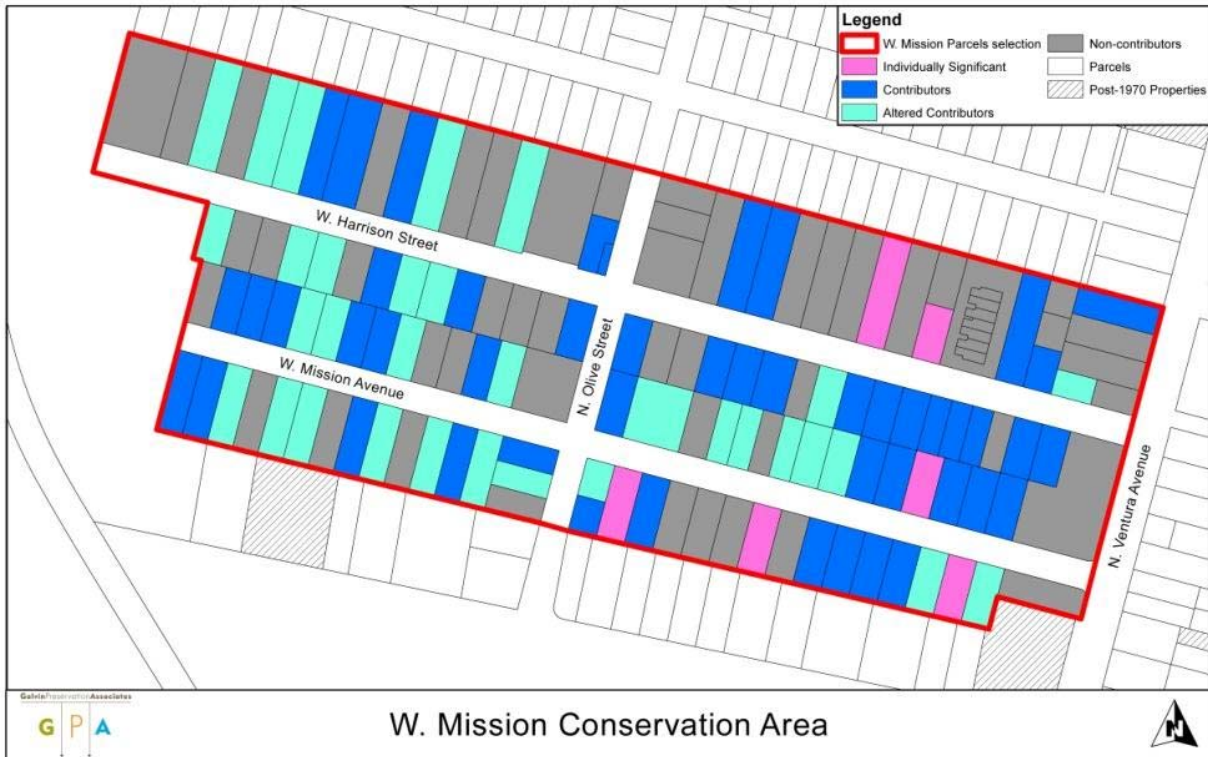 Legend
W. Mission Parcels selection
Individually Significant
Contributors
Altered Contributors
Non-contributors
Parcels
Post-1970 Properties
W. Harrison Street
W. Mission Avenue
N. Olive Street
N. Ventura Avenue
GalvinPreservationAssociates
G P A
W. Mission Conservation Area
N